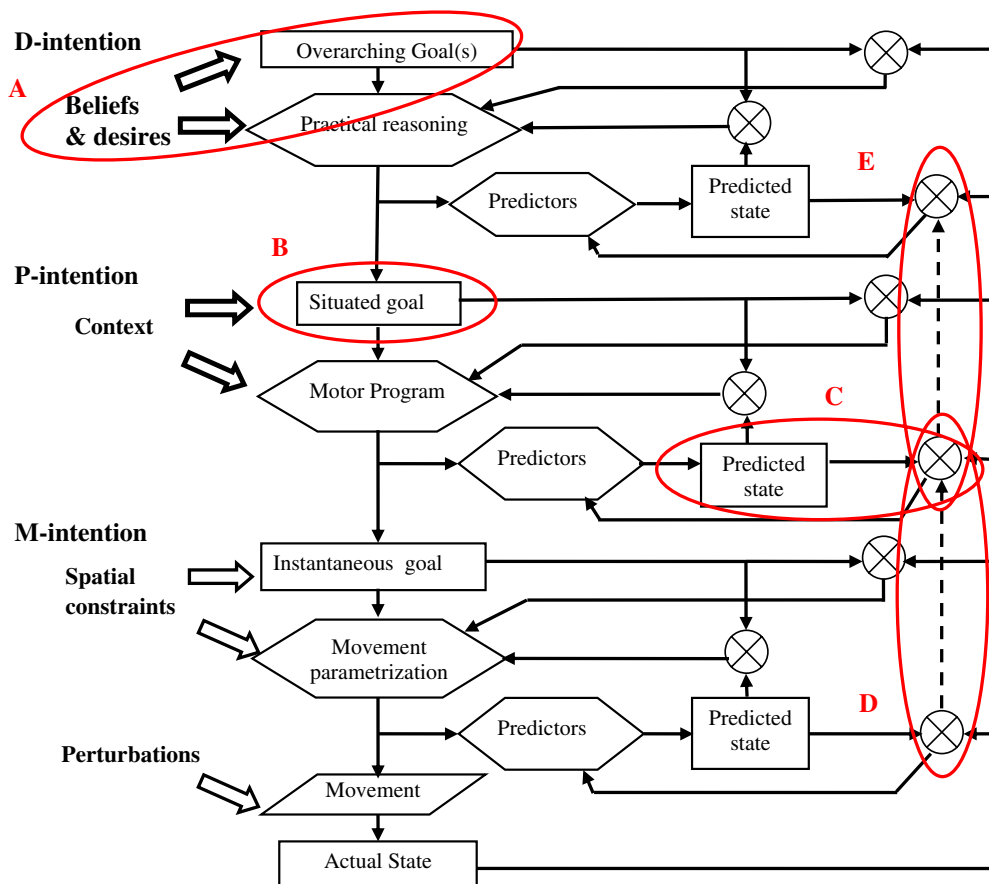 D-intention
Overarching Goal(s)
A
Beliefs
& desires
Practical reasoning
E
Predictors
Predicted
state
B
P-intention
Situated goal
Context
Motor Program
C
Predictors
Predicted
state
M-intention
Instantaneous goal
Spatial
constraints
Movement
parametrization
D
Predictors
Predicted
state
Perturbations
Movement
Actual State